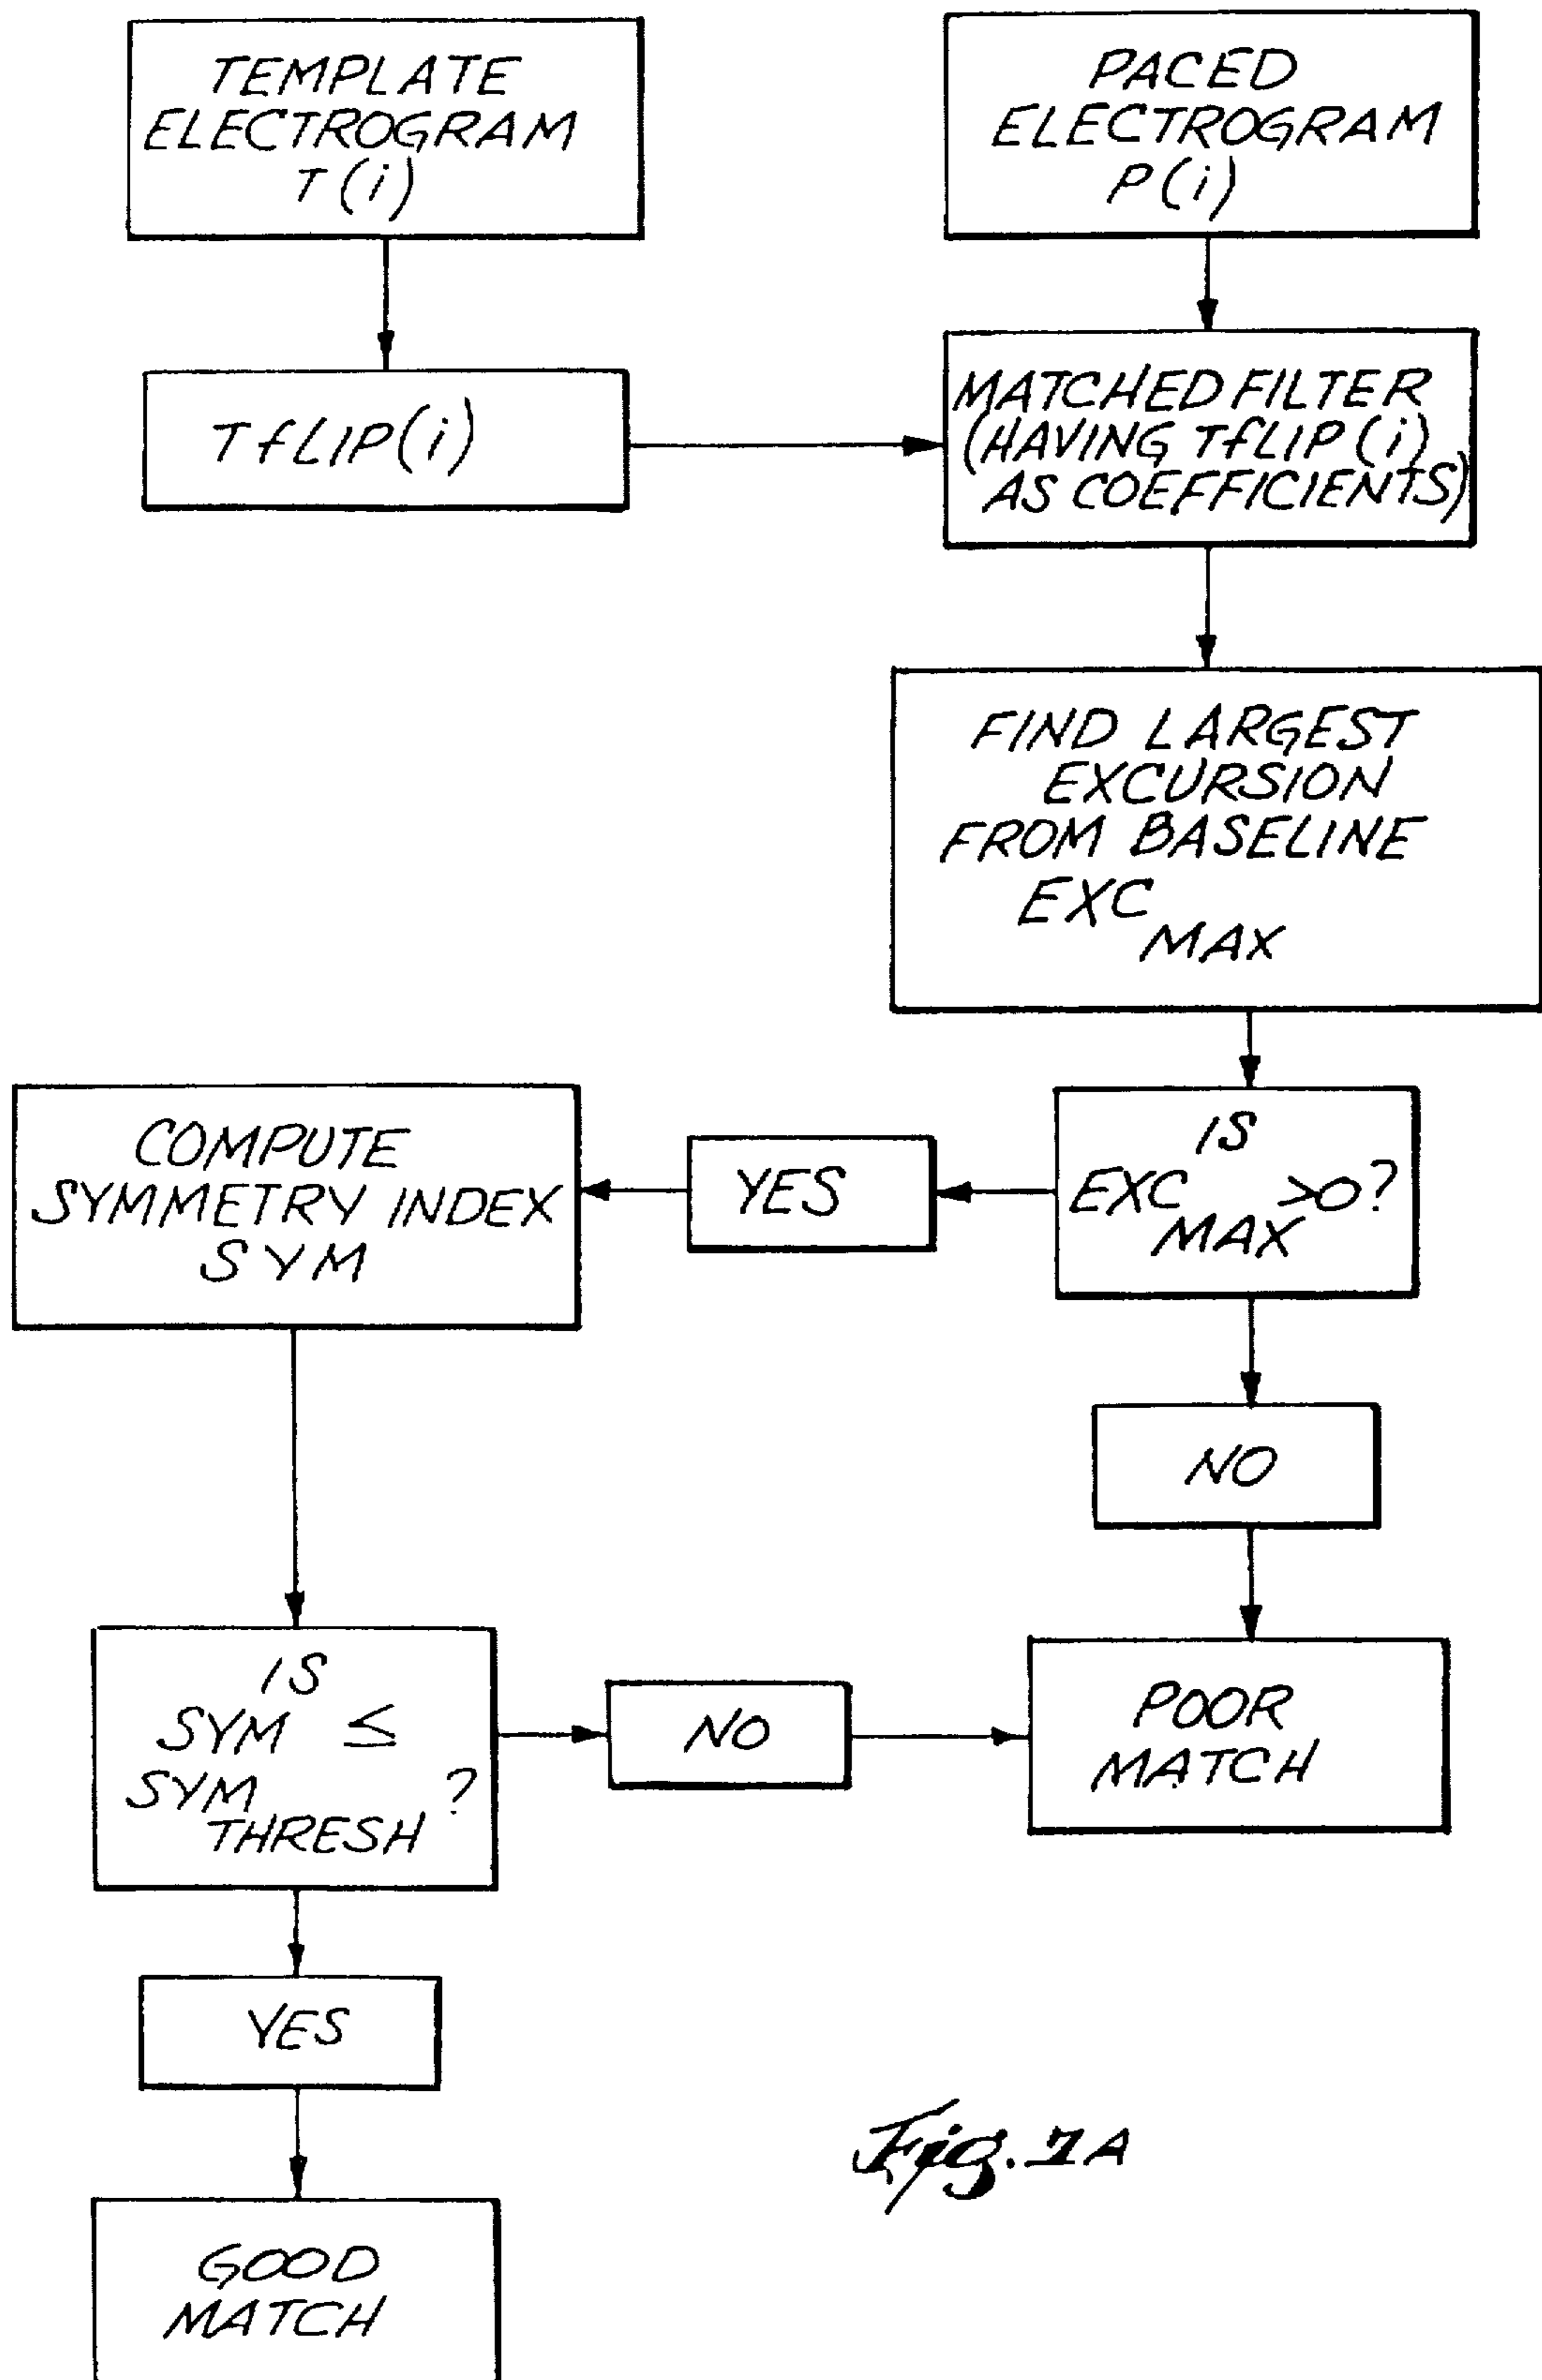 TEMPLATE
ELECTROGRAM
T(i)
PACED
ELECTROGRAM
P(i)
TfLIP(i)
MATCHED FILTER
(HAVING TfLIP(i)
AS COEFFICIENTS)
FIND LARGEST
EXCURSION
FROM BASELINE
EXC
MAX
IS
EXC >0?
MAX
YES
COMPUTE
SYMMETRY INDEX
SYM
NO
IS
SYM ≤
SYM ?
THRESH
NO
POOR
MATCH
YES
GOOD
MATCH
Fig. 7A